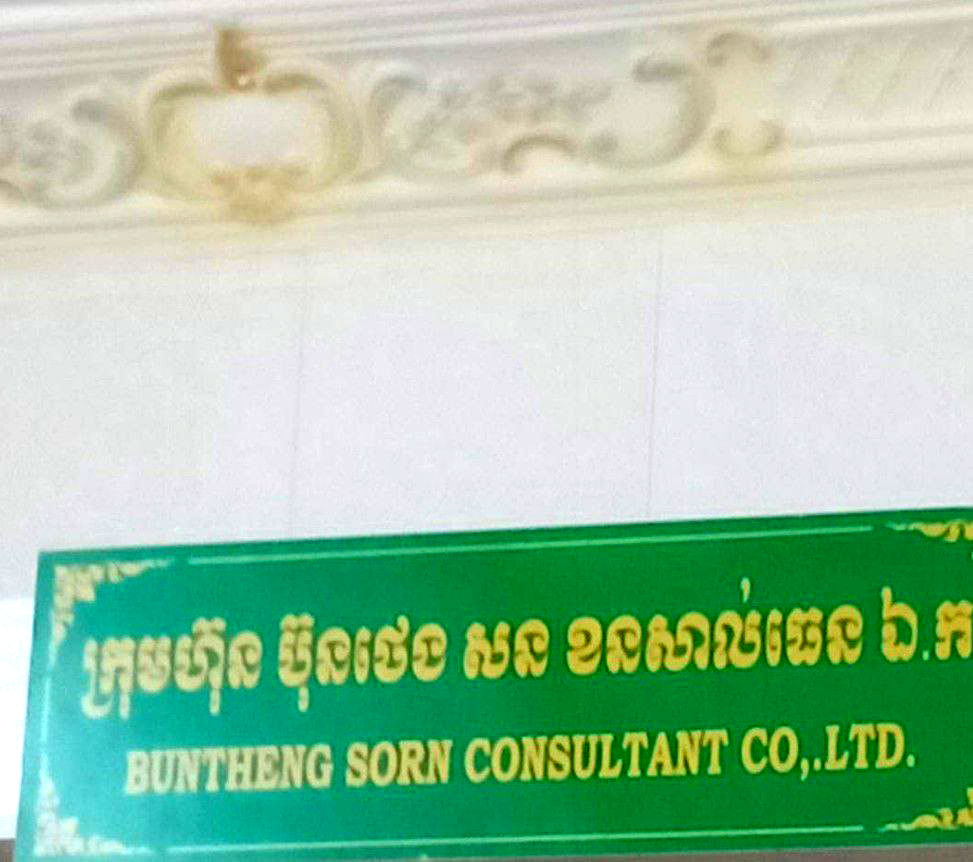 ក្រុមហ៊ុន ប៊ុនថេង សន ខនសាល់ធេន ឯ.ក
BUNTHENG SORN CONSULTANT CO,.LTD.